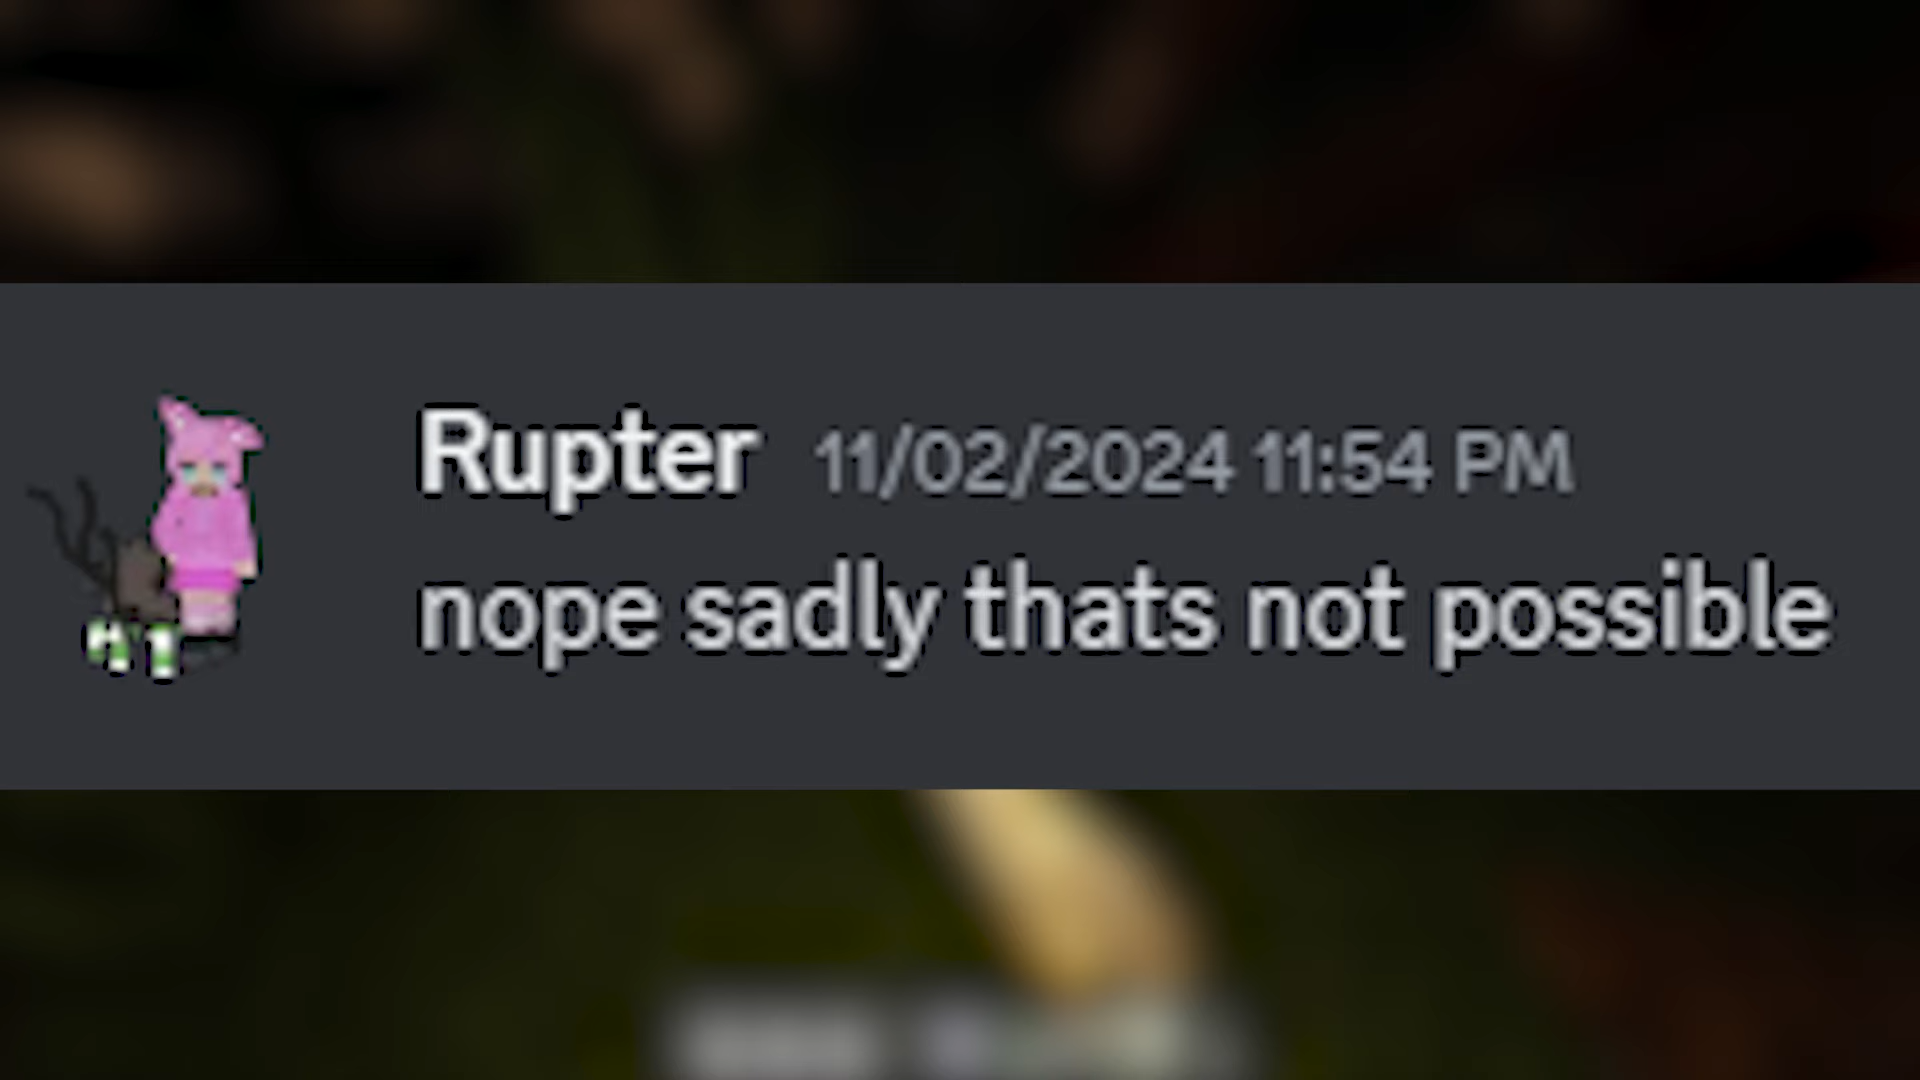 Rupter 11/02/2024 11:54 PM
nope sadly thats not possible